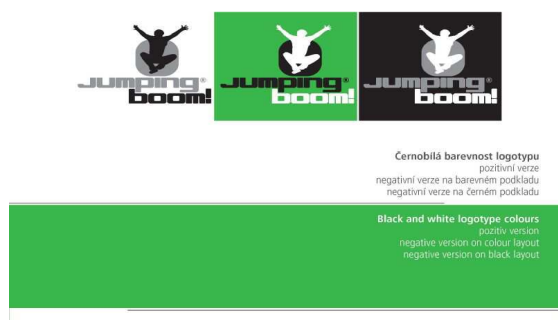 Jumping®
boom!
Jumping®
boom!
Jumping®
boom!
Černobílá barevnost logotypu
pozitivní verze
negativní verze na barevném podkladu
negativní verze na černém podkladu
Black and white logotype colours
pozitiv version
negative version on colour layout
negative version on black layout